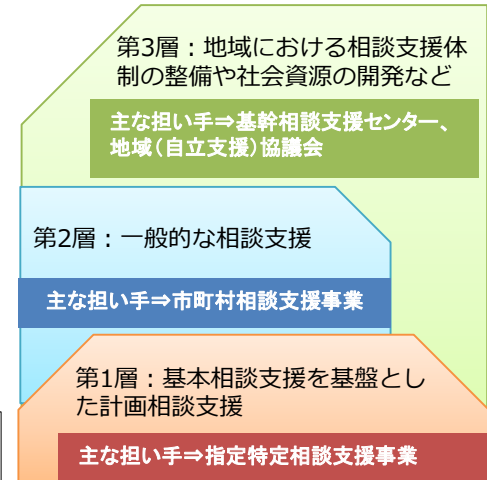 第3層：地域における相談支援体
制の整備や社会資源の開発など
主な担い手⇒基幹相談支援センター、
地域（自立支援）協議会
第2層：一般的な相談支援
主な担い手⇒市町村相談支援事業
第1層：基本相談支援を基盤とし
た計画相談支援
主な担い手⇒指定特定相談支援事業